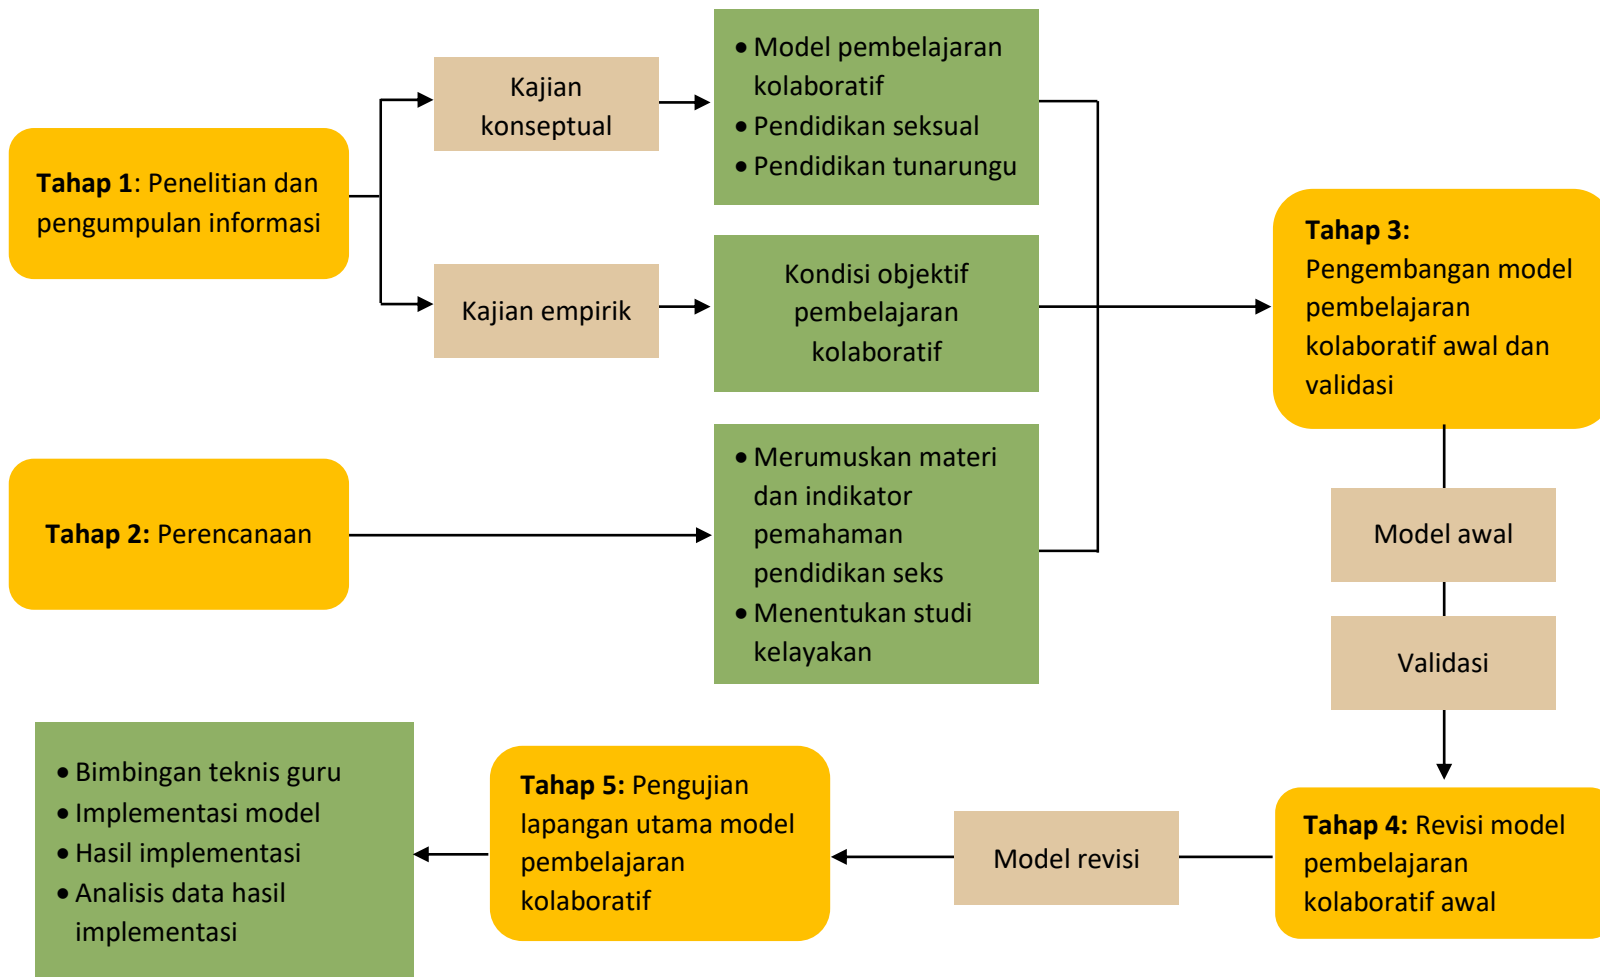 Tahap 1: Penelitian dan
pengumpulan informasi
Kajian
konseptual
• Model pembelajaran
kolaboratif
• Pendidikan seksual
• Pendidikan tunarungu
Kajian empirik
Kondisi objektif
pembelajaran
kolaboratif
Tahap 2: Perencanaan
• Merumuskan materi
dan indikator
pemahaman
pendidikan seks
• Menentukan studi
kelayakan
Tahap 3:
Pengembangan model
pembelajaran
kolaboratif awal dan
validasi
Model awal
Validasi
Tahap 4: Revisi model
pembelajaran
kolaboratif awal
Model revisi
Tahap 5: Pengujian
lapangan utama model
pembelajaran
kolaboratif
• Bimbingan teknis guru
• Implementasi model
• Hasil implementasi
• Analisis data hasil
implementasi